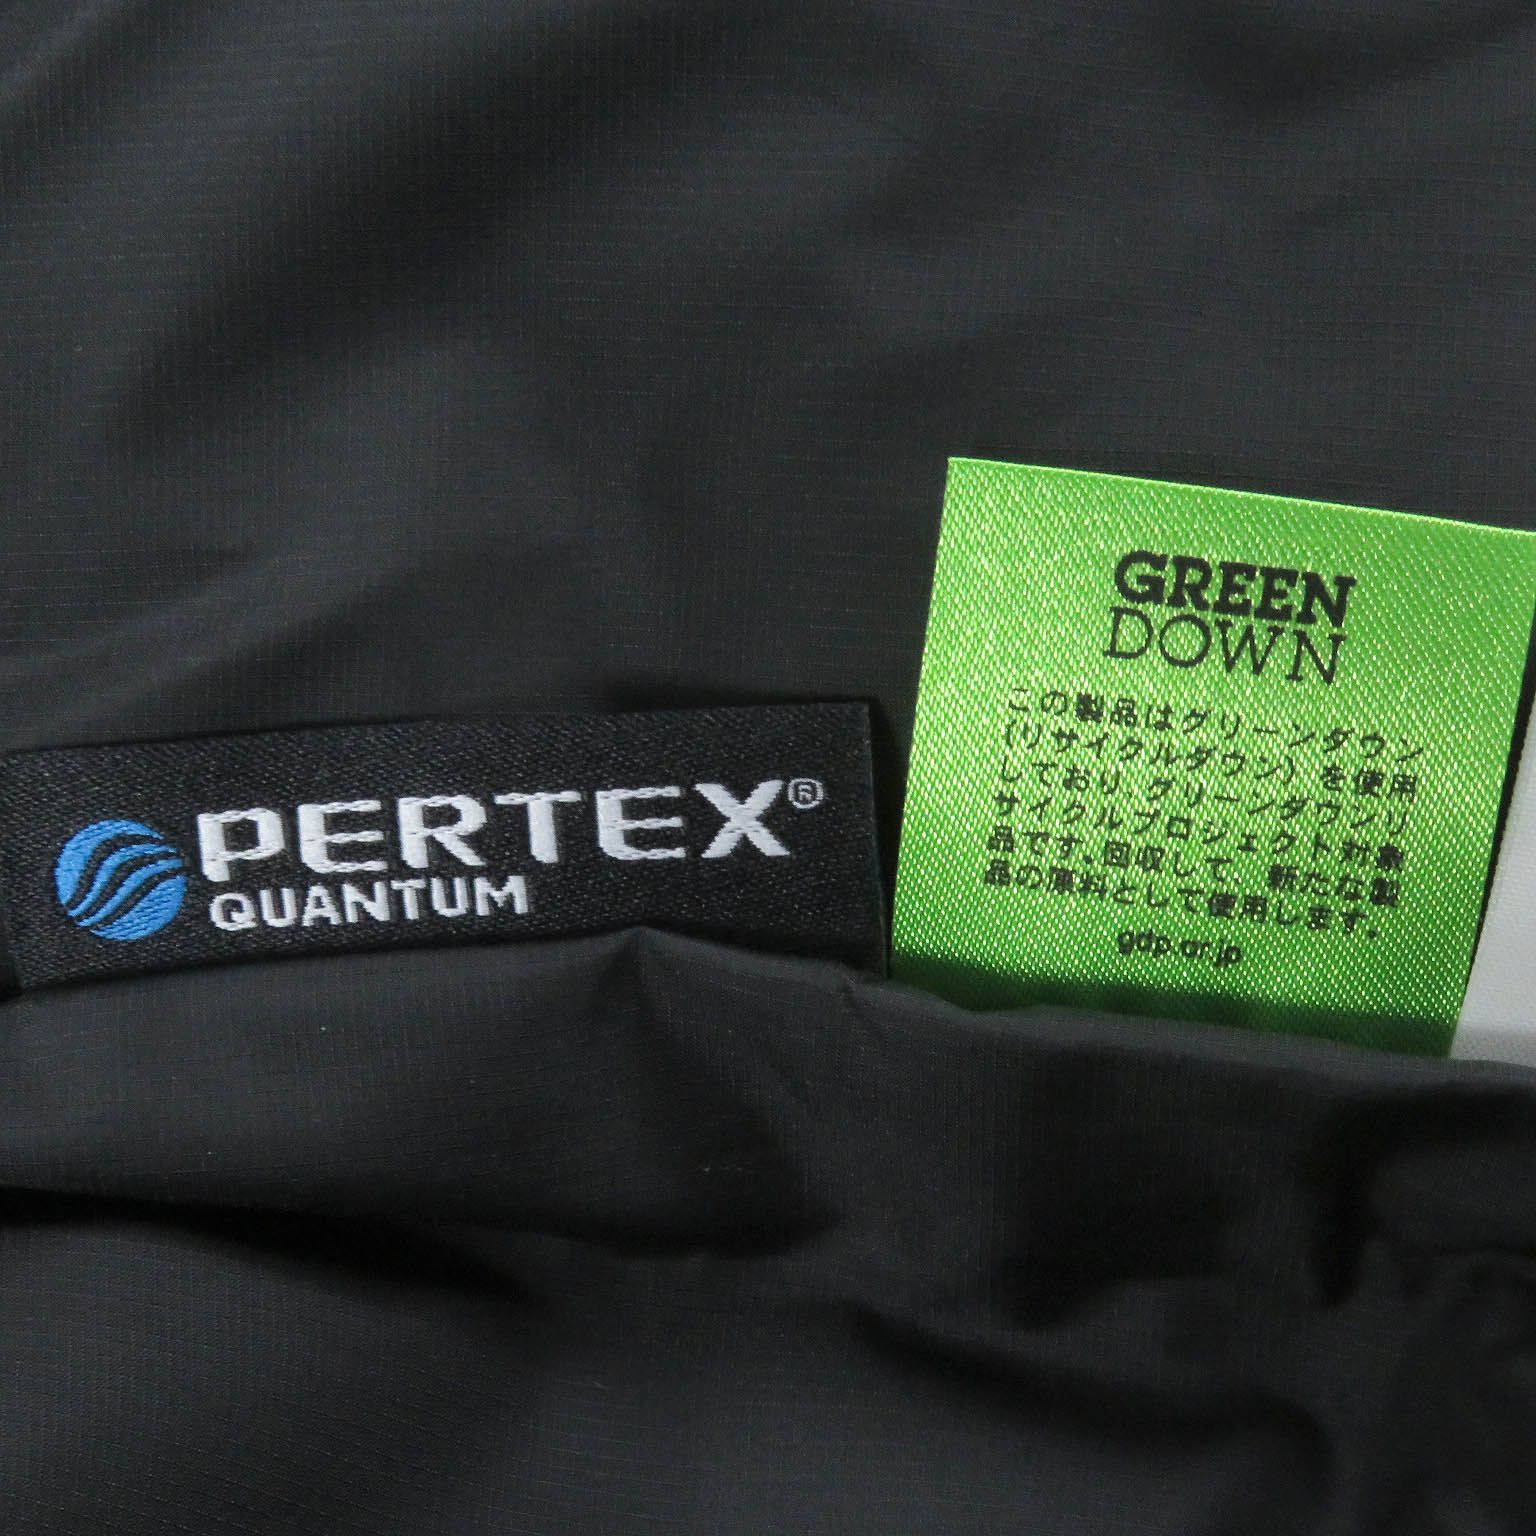 PERTEX®
QUANTUM
GREEN
DOWN
この製品はグリーンダウン
(リサイクルダウン) を使用
しており、グリーンダウンリ
サイクルプロジェクト対象
品です。回収して、新たな製
品の原料として使用します。
gdp.or.jp